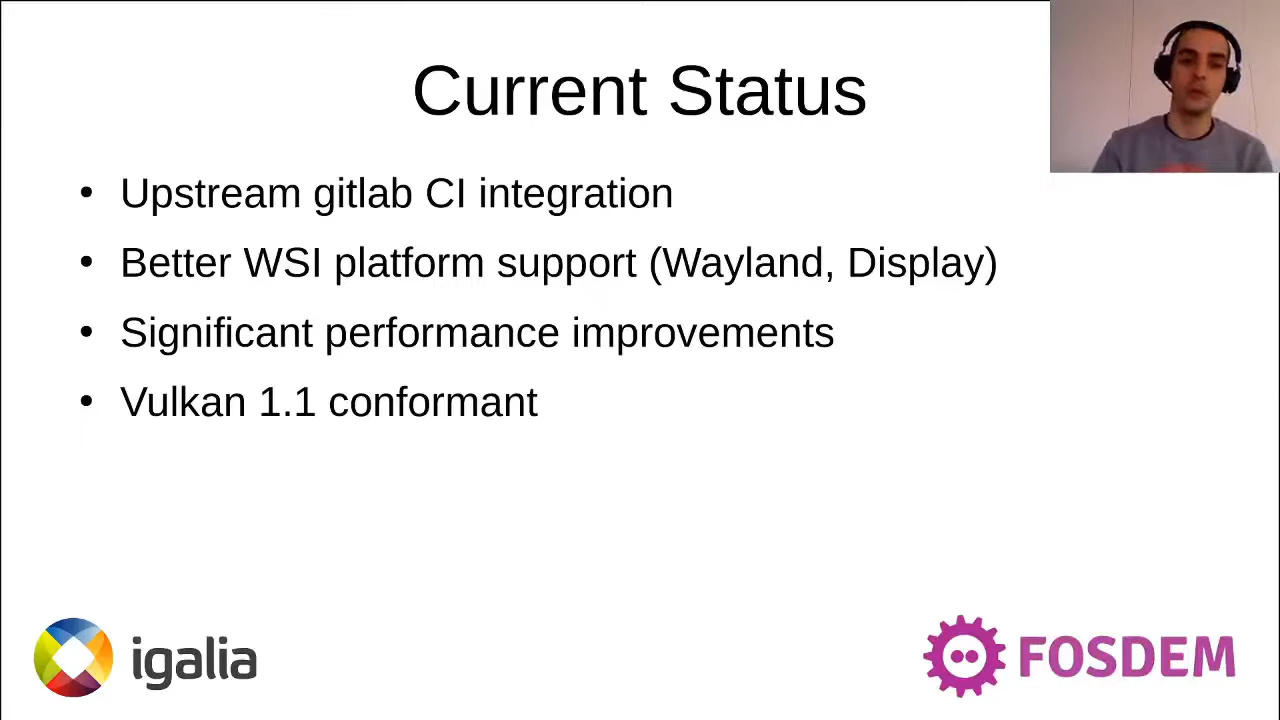 Current Status
• Upstream gitlab CI integration
• Better WSI platform support (Wayland, Display)
• Significant performance improvements
• Vulkan 1.1 conformant
igalia
FOSDEM